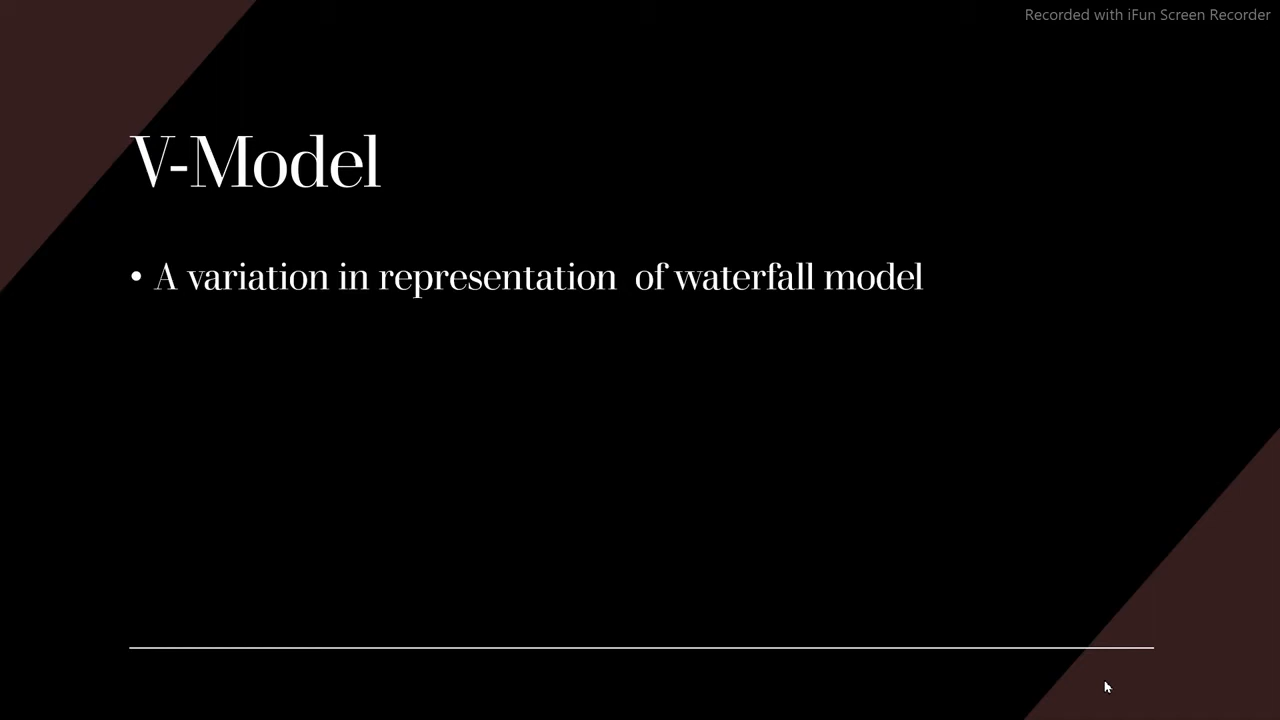 Recorded with iFun Screen Recorder
V-Model
• A variation in representation  of waterfall model